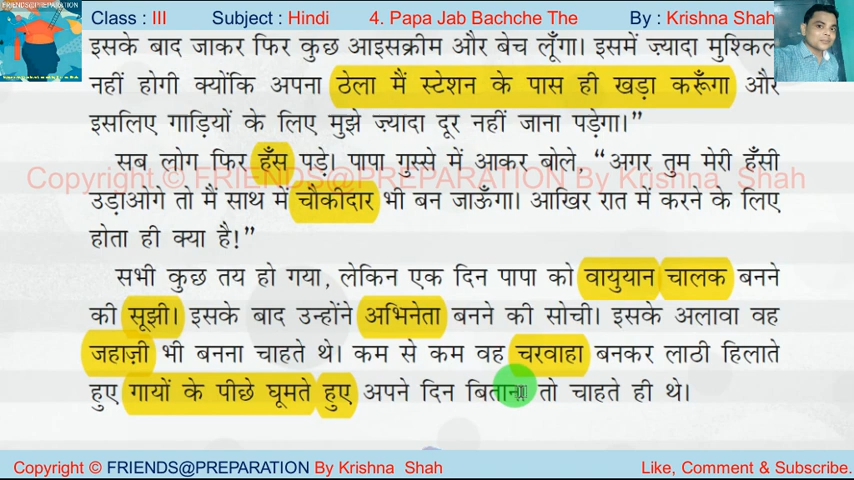 FRIENDS@PREPARATION
Class : III Subject : Hindi 4. Papa Jab Bachche The By : Krishna Shah
इसके बाद जाकर फिर कुछ आइसक्रीम और बेच लूँगा। इसमें ज़्यादा मुश्किल
नहीं होगी क्योंकि अपना ठेला मैं स्टेशन के पास ही खड़ा करूँगा और
इसलिए गाड़ियों के लिए मुझे ज़्यादा दूर नहीं जाना पड़ेगा।”
सब लोग फिर हँस पड़े। पापा गुस्से में आकर बोले, “अगर तुम मेरी हँसी
Copyright © FRIENDS@PREPARATION By Krishna Shah
उड़ाओगे तो मैं साथ में चौकीदार भी बन जाऊँगा। आखिर रात में करने के लिए
होता ही क्या है!”
सभी कुछ तय हो गया, लेकिन एक दिन पापा को वायुयान चालक बनने
की सूझी। इसके बाद उन्होंने अभिनेता बनने की सोची। इसके अलावा वह
जहाज़ी भी बनना चाहते थे। कम से कम वह चरवाहा बनकर लाठी हिलाते
हुए गायों के पीछे घूमते हुए अपने दिन बिताना तो चाहते ही थे।
Copyright © FRIENDS@PREPARATION By Krishna Shah Like, Comment & Subscribe.